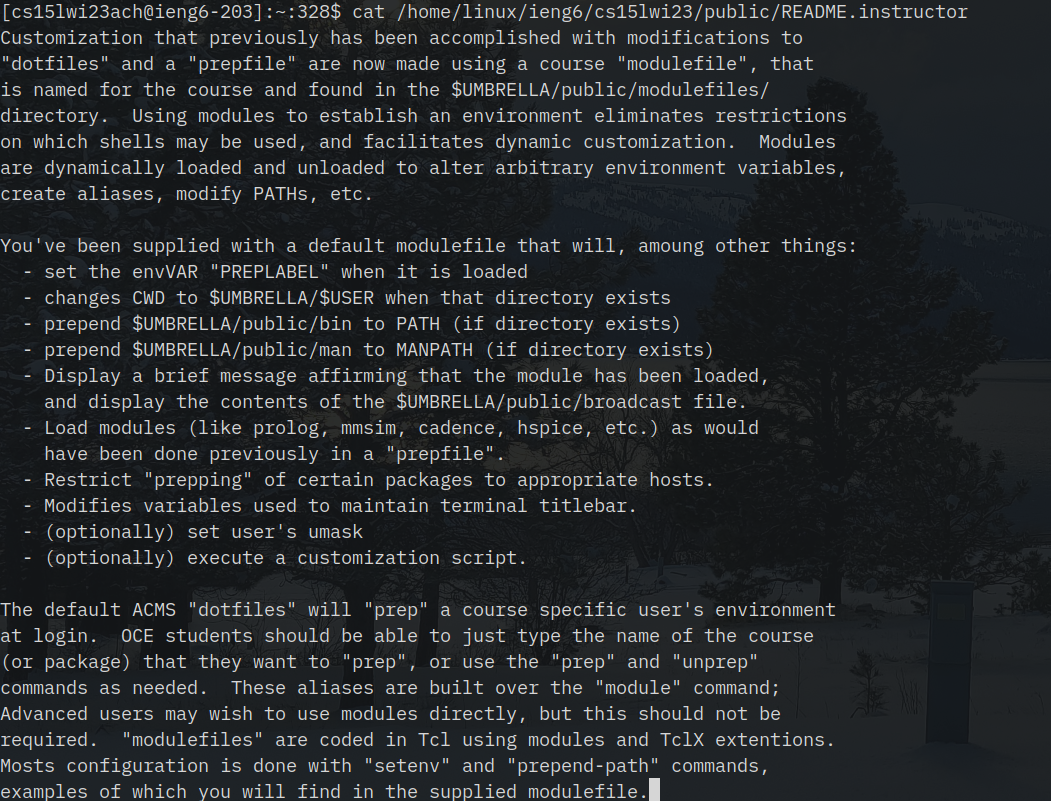 [cs15lwi23ach@ieng6-203]:~:328$ cat /home/linux/ieng6/cs15lwi23/public/README.instructor
Customization that previously has been accomplished with modifications to
"dotfiles" and a "prepfile" are now made using a course "modulefile", that
is named for the course and found in the $UMBRELLA/public/modulefiles/
directory.  Using modules to establish an environment eliminates restrictions
on which shells may be used, and facilitates dynamic customization.  Modules
are dynamically loaded and unloaded to alter arbitrary environment variables,
create aliases, modify PATHs, etc.

You've been supplied with a default modulefile that will, amoung other things:
  - set the envVAR "PREPLABEL" when it is loaded
  - changes CWD to $UMBRELLA/$USER when that directory exists
  - prepend $UMBRELLA/public/bin to PATH (if directory exists)
  - prepend $UMBRELLA/public/man to MANPATH (if directory exists)
  - Display a brief message affirming that the module has been loaded,
    and display the contents of the $UMBRELLA/public/broadcast file.
  - Load modules (like prolog, mmsim, cadence, hspice, etc.) as would
    have been done previously in a "prepfile".
  - Restrict "prepping" of certain packages to appropriate hosts.
  - Modifies variables used to maintain terminal titlebar.
  - (optionally) set user's umask
  - (optionally) execute a customization script.

The default ACMS "dotfiles" will "prep" a course specific user's environment
at login.  OCE students should be able to just type the name of the course
(or package) that they want to "prep", or use the "prep" and "unprep"
commands as needed.  These aliases are built over the "module" command;
Advanced users may wish to use modules directly, but this should not be
required.  "modulefiles" are coded in Tcl using modules and TclX extentions.
Mosts configuration is done with "setenv" and "prepend-path" commands,
examples of which you will find in the supplied modulefile.